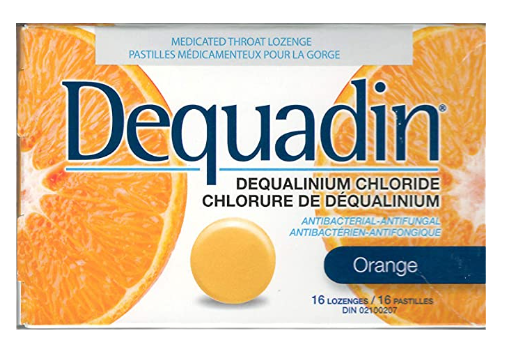 MEDICATED THROAT LOZENGE
PASTILLES MÉDICAMENTEUX POUR LA GORGE
Dequadin®
DEQUALINIUM CHLORIDE
CHLORURE DE DÉQUALINIUM
ANTIBACTERIAL-ANTIFUNGAL
ANTIBACTÉRIEN-ANTIFONGIQUE
Orange
16 LOZENGES / 16 PASTILLES
DIN 02100207